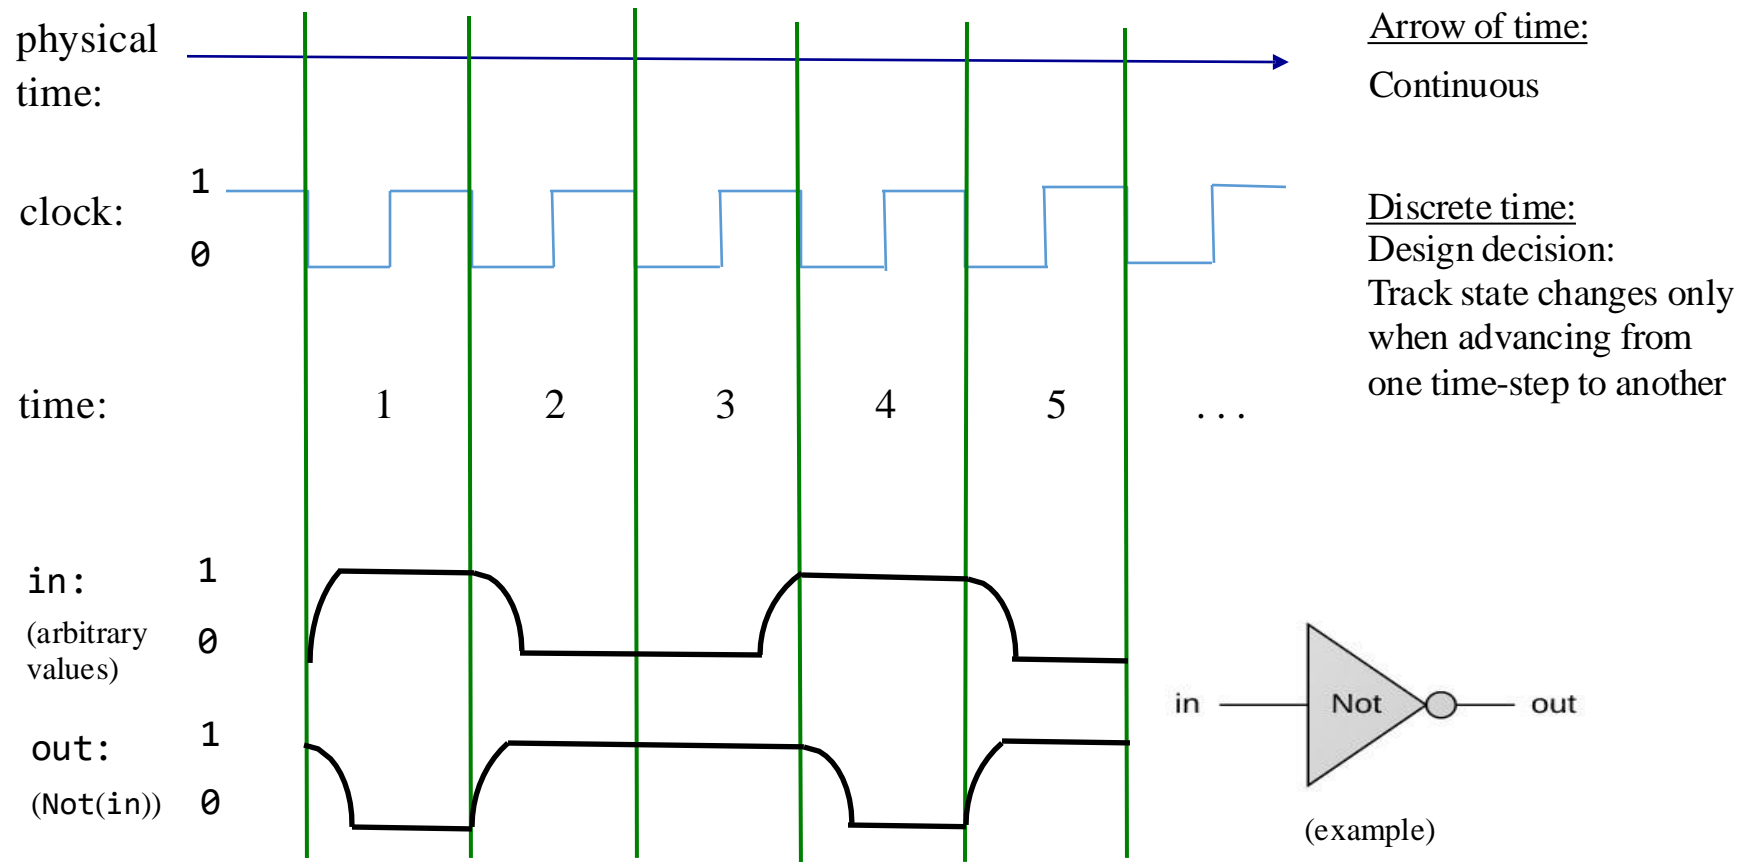 physical
time:
Arrow of time:
Continuous
clock:
1
0
Discrete time:
Design decision:
Track state changes only
when advancing from
one time-step to another
time:
1 2 3 4 5 ...
in:
(arbitrary
values)
1
0
out:
(Not(in))
1
0
in Not out
(example)